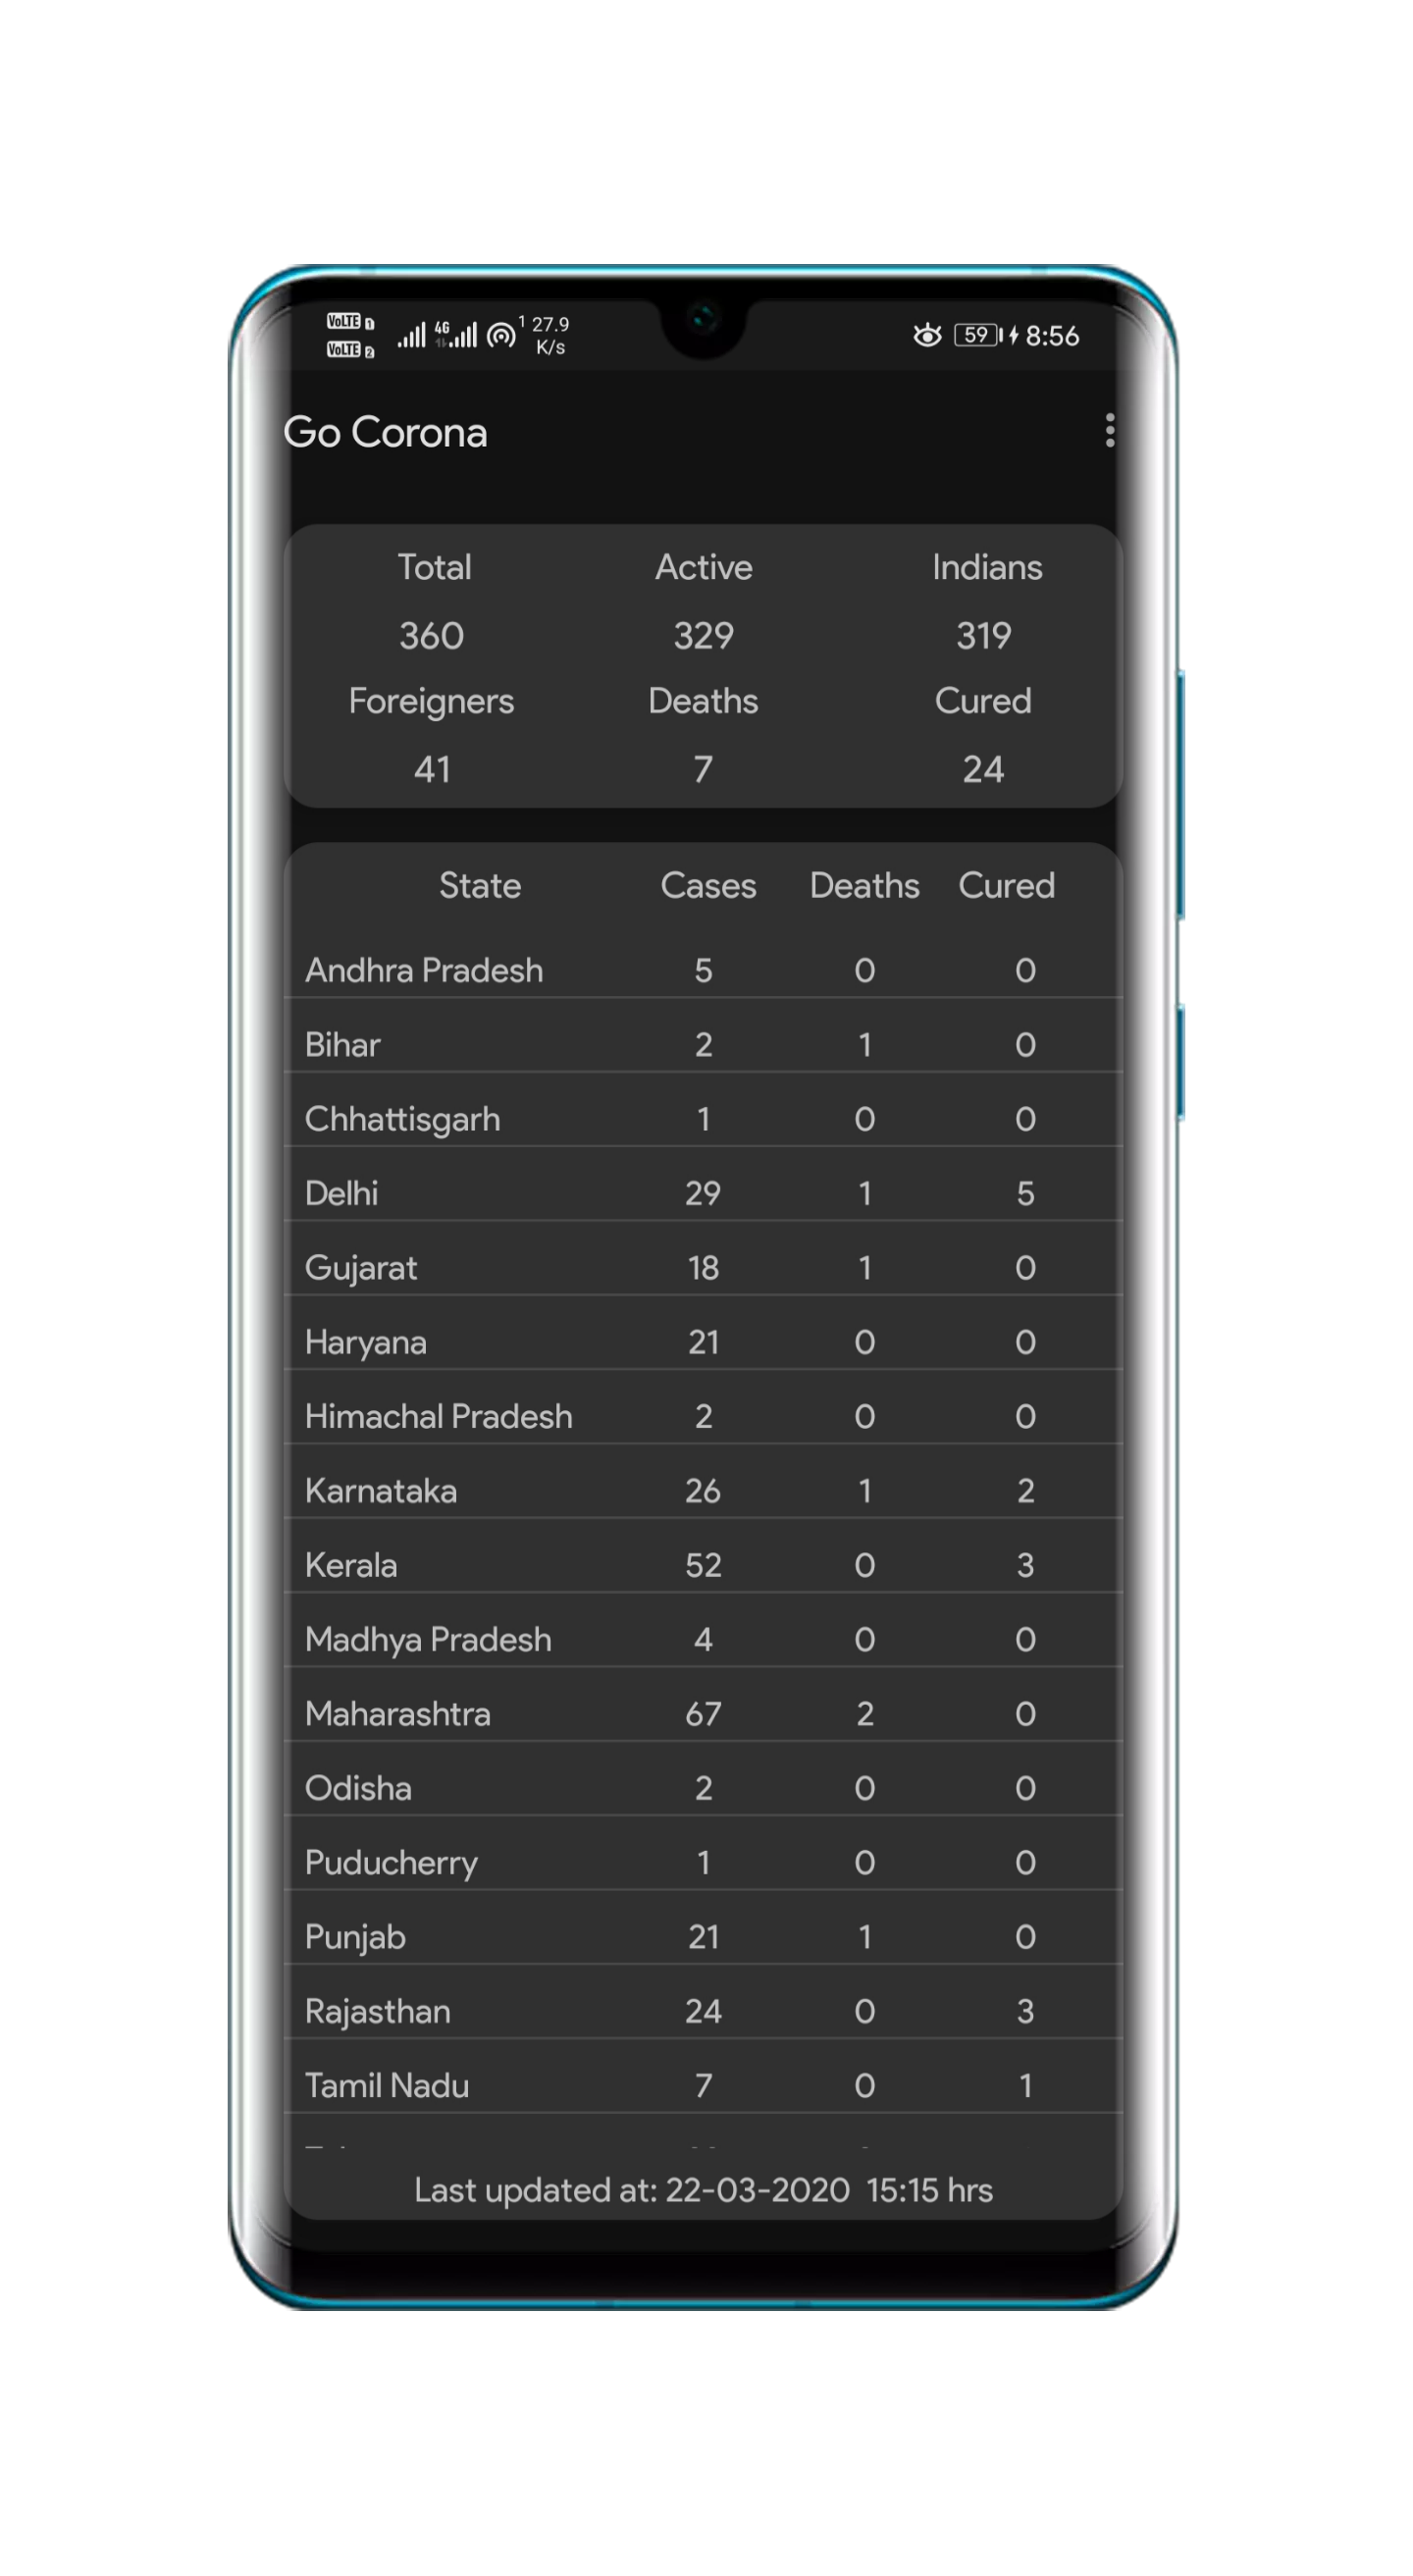 VoLTE 1
VoLTE 2
4G
1 27.9
K/s
59 8:56
Go Corona
Total Active Indians
360 329 319
Foreigners Deaths Cured
41 7 24
State Cases Deaths Cured
Andhra Pradesh 5 0 0
Bihar 2 1 0
Chhattisgarh 1 0 0
Delhi 29 1 5
Gujarat 18 1 0
Haryana 21 0 0
Himachal Pradesh 2 0 0
Karnataka 26 1 2
Kerala 52 0 3
Madhya Pradesh 4 0 0
Maharashtra 67 2 0
Odisha 2 0 0
Puducherry 1 0 0
Punjab 21 1 0
Rajasthan 24 0 3
Tamil Nadu 7 0 1
Last updated at: 22-03-2020 15:15 hrs